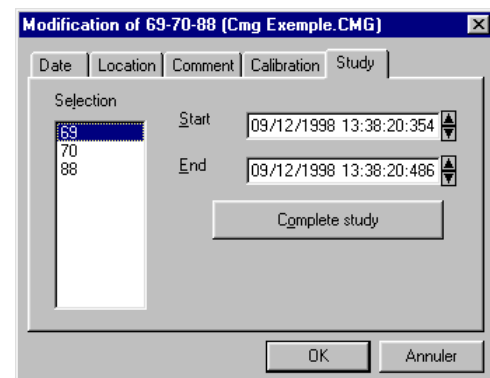 Modification of 69-70-88 (Cmg Exemple.CMG)
Date Location Comment Calibration Study
Selection
69
70
88
Start 09/12/1998 13:38:20:354
End 09/12/1998 13:38:20:486
Complete study
OK Annuler